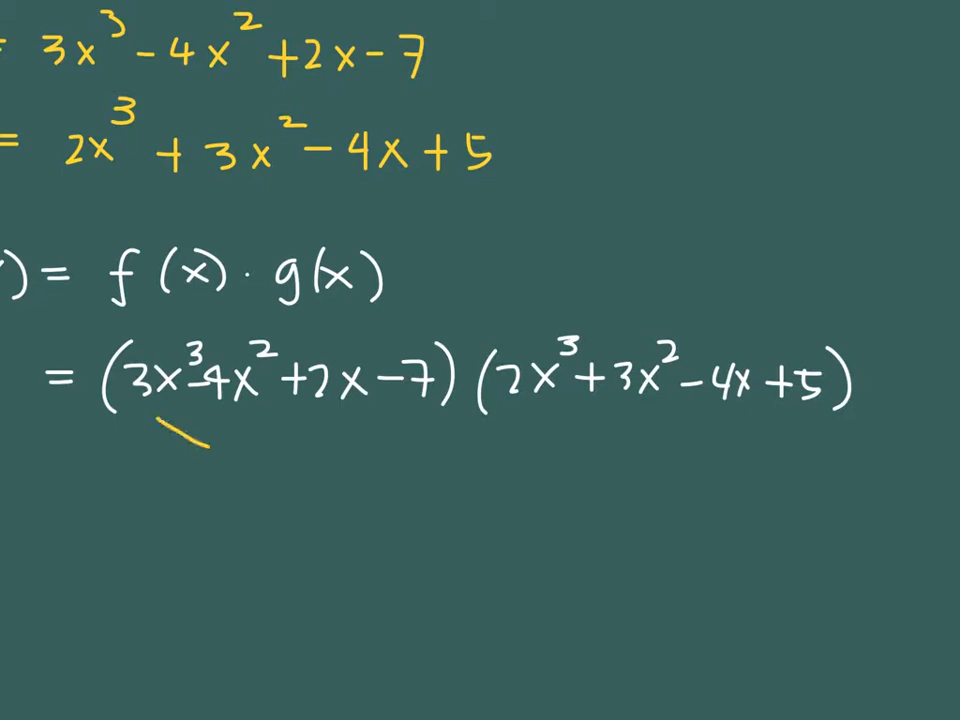 = 3x³ - 4x² + 2x - 7
= 2x³ + 3x² - 4x + 5
) = f(x) · g(x)
= (3x³ - 4x² + 2x - 7) (2x³ + 3x² - 4x + 5)